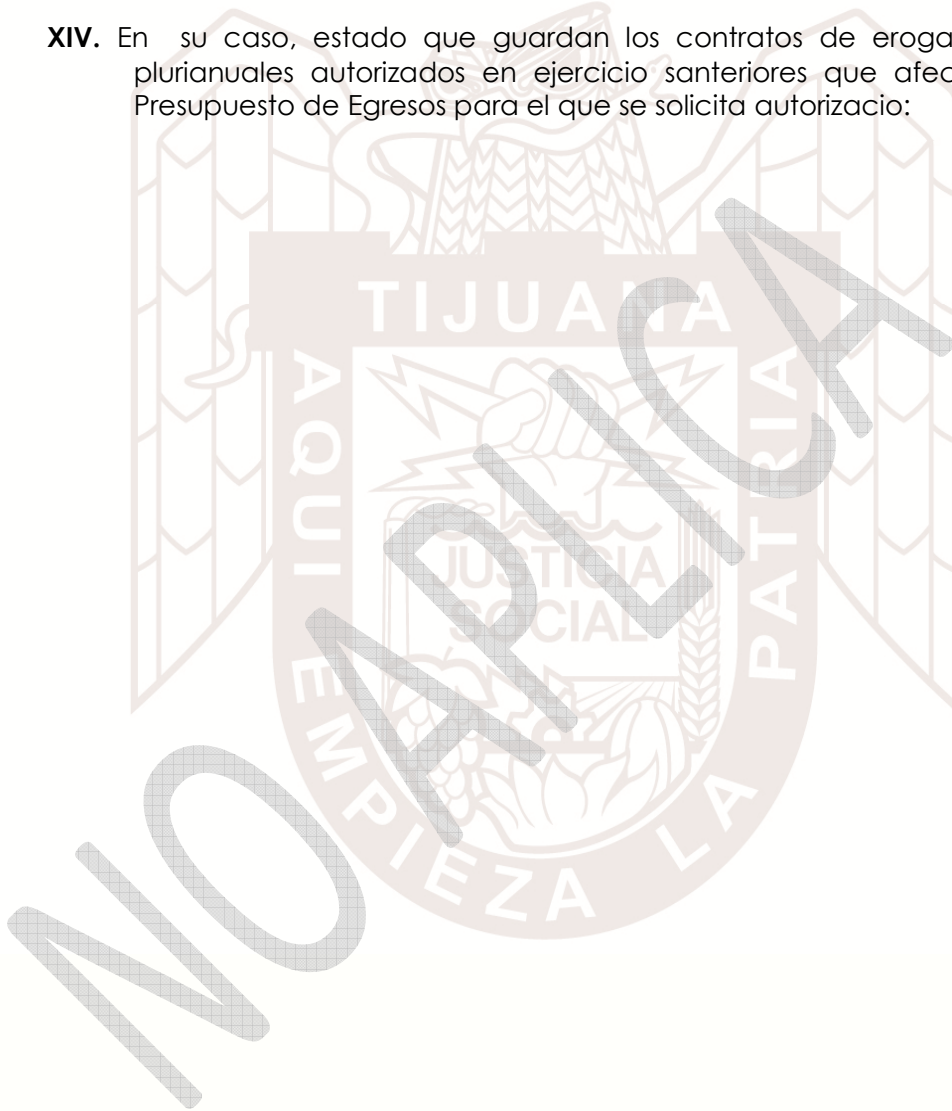 XIV. En su caso, estado que guardan los contratos de eroga
plurianuales autorizados en ejercicio santeriores que afec
Presupuesto de Egresos para el que se solicita autorizacio:
TIJUANA
AQUI EMPIEZA LA PATRIA
JUSTICIA
SOCIAL
NO APLICA